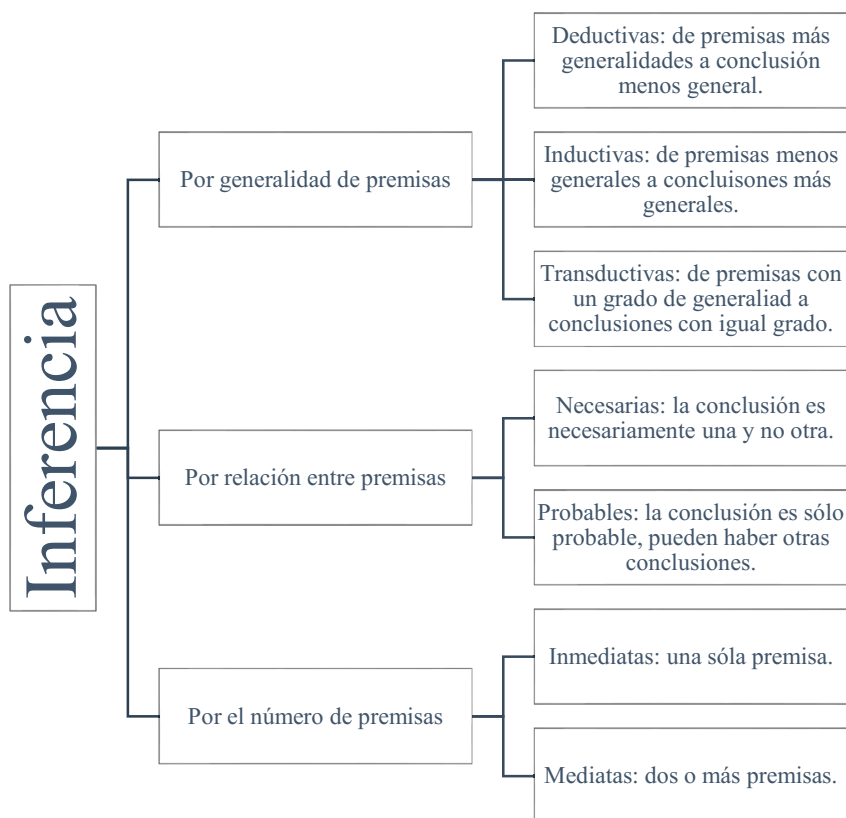 Inferencia
Por generalidad de premisas
Deductivas: de premisas más
generalidades a conclusión
menos general.
Inductivas: de premisas menos
generales a concluisones más
generales.
Transductivas: de premisas con
un grado de generaliad a
conclusiones con igual grado.
Por relación entre premisas
Necesarias: la conclusión es
necesariamente una y no otra.
Probables: la conclusión es sólo
probable, pueden haber otras
conclusiones.
Por el número de premisas
Inmediatas: una sóla premisa.
Mediatas: dos o más premisas.